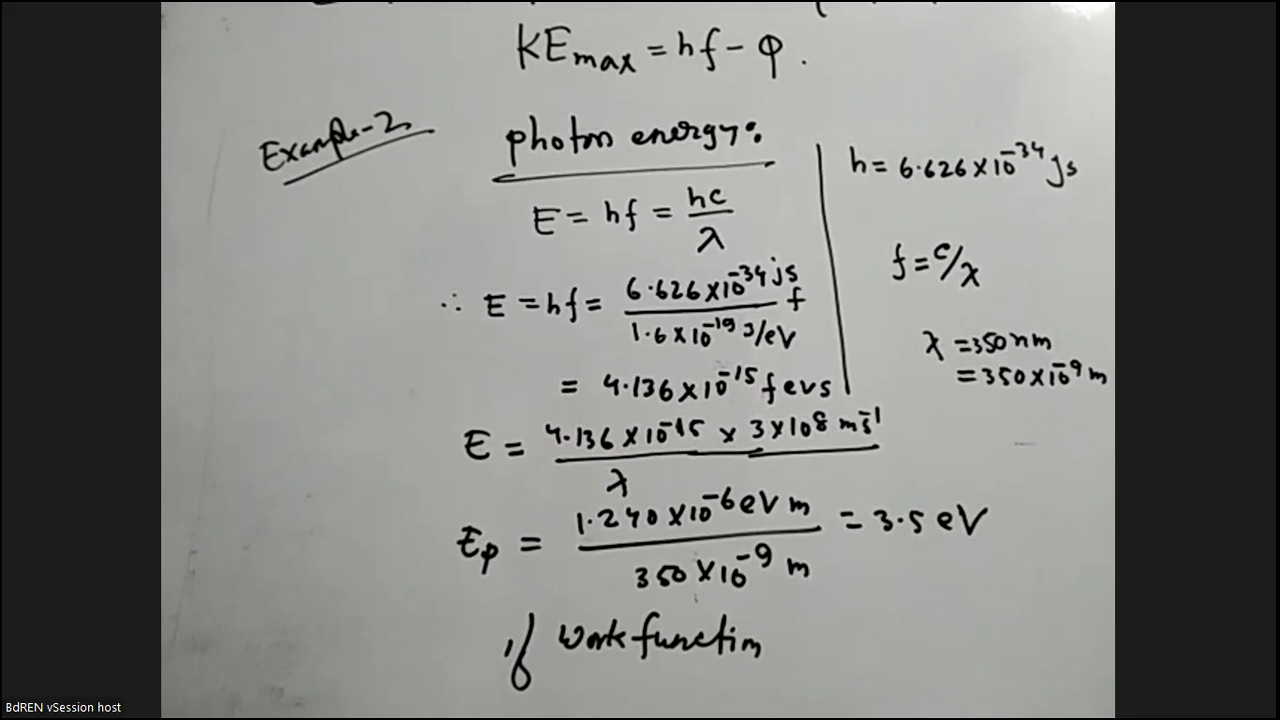 KEmax = hf - φ.
Example-2
photon energy:
E = hf = hc/λ
∴ E = hf = 6.626×10⁻³⁴ js / 1.6×10⁻¹⁹ J/eV f
= 4.136×10⁻¹⁵ f evs
E = 4.136×10⁻¹⁵ × 3×10⁸ ms⁻¹ / λ
Ep = 1.240×10⁻⁶ eV m / 350×10⁻⁹ m = 3.5 eV
if work function
h = 6.626×10⁻³⁴ js
f = c/λ
λ = 350 nm
= 350×10⁻⁹ m
BdREN vSession host